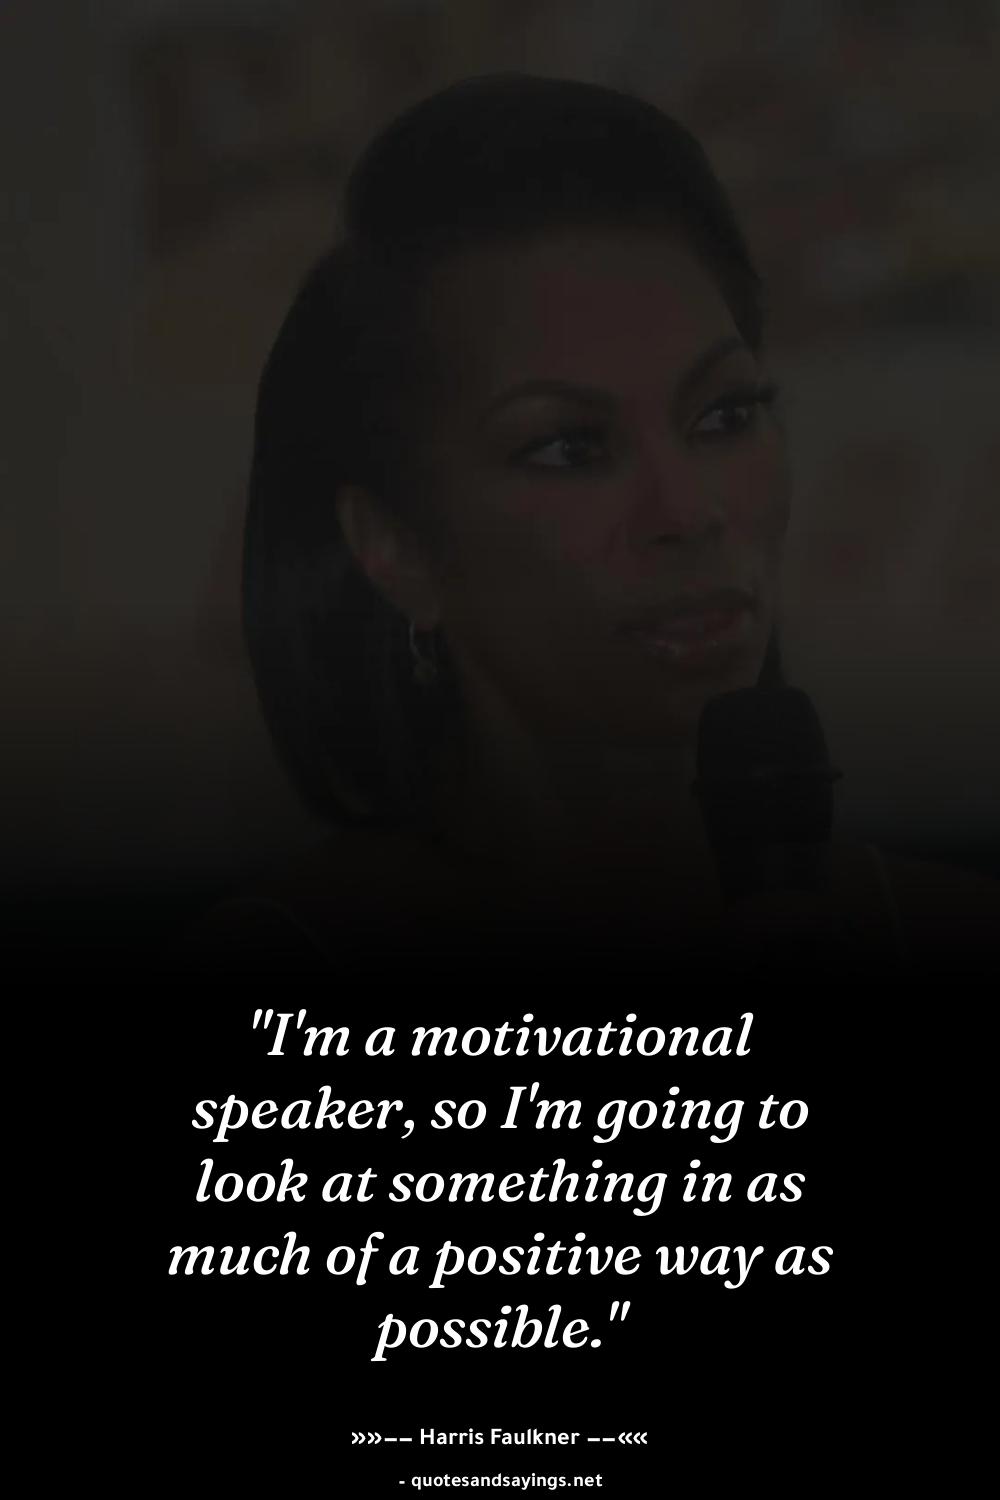 "I'm a motivational
speaker, so I'm going to
look at something in as
much of a positive way as
possible."
»»−− Harris Faulkner −−««
- quotesandsayings.net